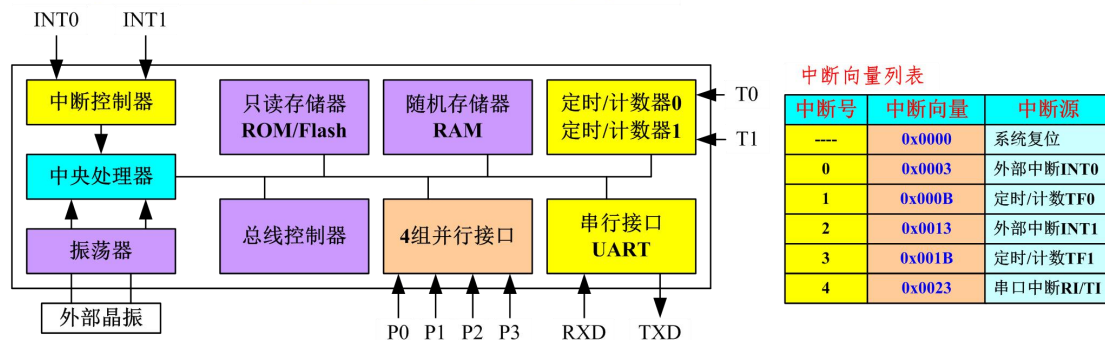 INT0 INT1
中断控制器
只读存储器
ROM/Flash
随机存储器
RAM
定时/计数器0
定时/计数器1
T0
T1
中央处理器
振荡器
总线控制器
4组并行接口
串行接口
UART
外部晶振
P0 P1 P2 P3 RXD TXD
中断向量列表
中断号 中断向量 中断源
---- 0x0000 系统复位
0 0x0003 外部中断INT0
1 0x000B 定时/计数TF0
2 0x0013 外部中断INT1
3 0x001B 定时/计数TF1
4 0x0023 串口中断RI/TI